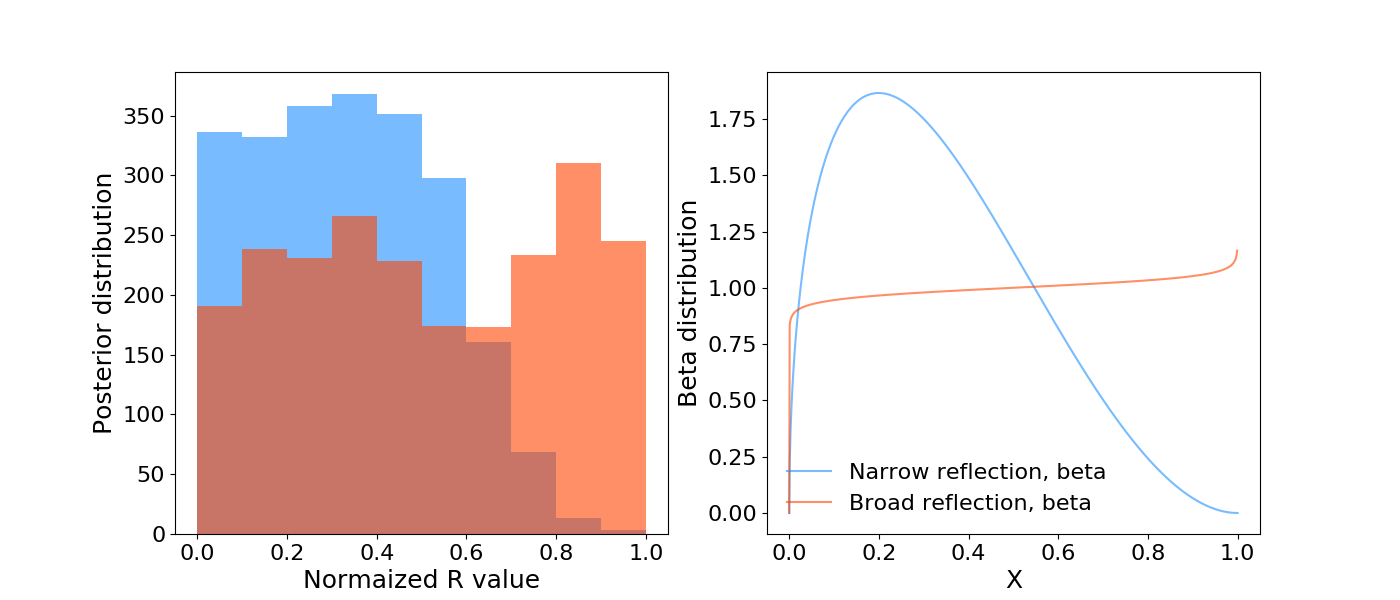 Posterior distribution
350
300
250
200
150
100
50
0
0.0 0.2 0.4 0.6 0.8 1.0
Normaized R value
Beta distribution
1.75
1.50
1.25
1.00
0.75
0.50
0.25
0.00
Narrow reflection, beta
Broad reflection, beta
0.0 0.2 0.4 0.6 0.8 1.0
X